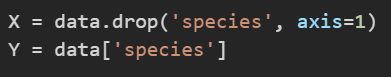 X = data.drop('species', axis=1)
Y = data['species']